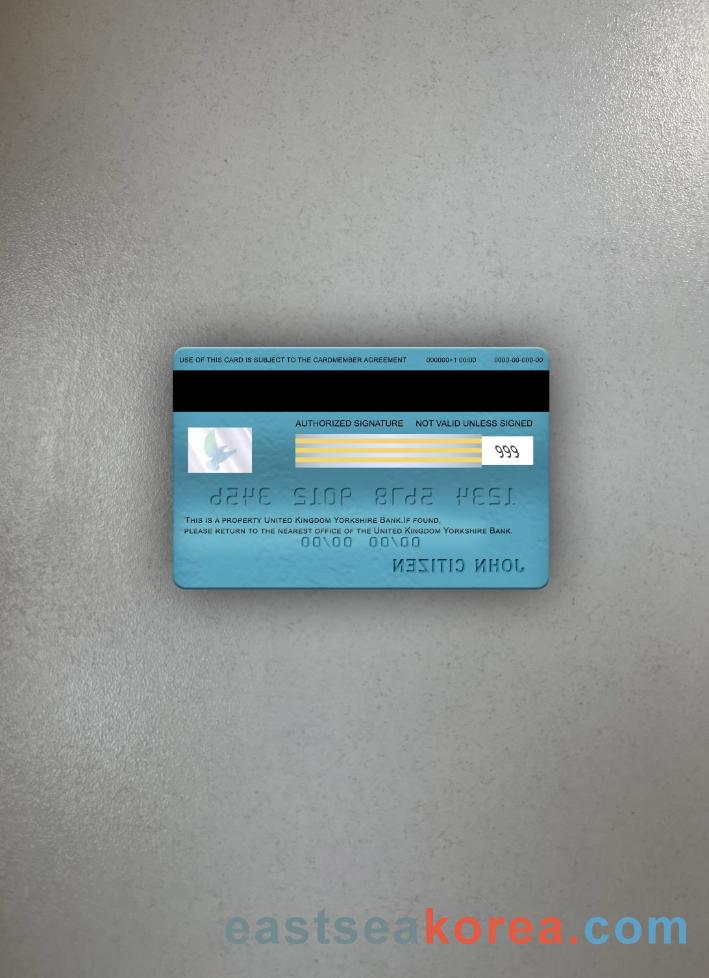 USE OF THIS CARD IS SUBJECT TO THE CARDMEMBER AGREEMENT 000000+1 00:00 0000-00-000-00
AUTHORIZED SIGNATURE NOT VALID UNLESS SIGNED
999
1234 5678 9012 3456
THIS IS A PROPERTY UNITED KINGDOM YORKSHIRE BANK.IF FOUND,
PLEASE RETURN TO THE NEAREST OFFICE OF THE UNITED KINGDOM YORKSHIRE BANK.
00/00 00/00
JOHN CITIZEN
eastseakorea.com